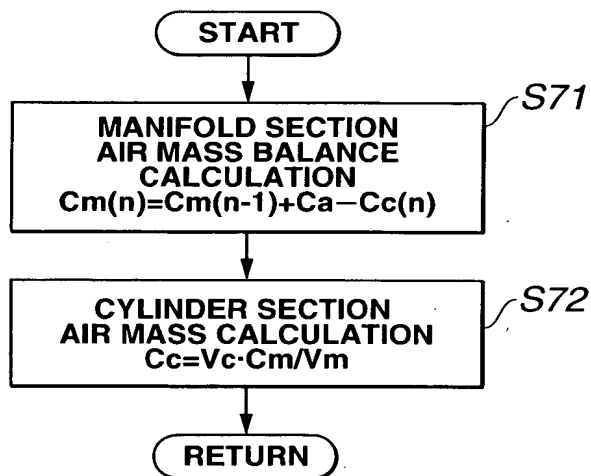 START
S71
MANIFOLD SECTION
AIR MASS BALANCE
CALCULATION
Cm(n)=Cm(n-1)+Ca−Cc(n)
S72
CYLINDER SECTION
AIR MASS CALCULATION
Cc=Vc·Cm/Vm
RETURN